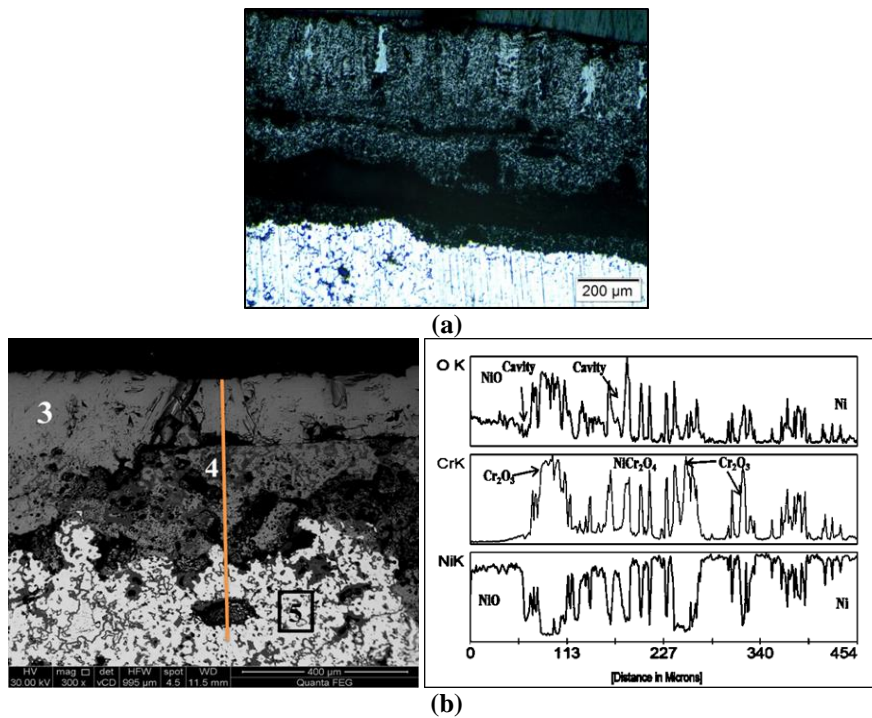 200 µm
(a)
3
4
5
HV mag det HFW spot WD 400 µm
30.00 kV 300 x vCD 995 µm 4.5 11.5 mm Quanta FEG
O K
NiO
Cavity
Cavity
Ni
CrK
Cr₂O₃
NiCr₂O₄
Cr₂O₃
NiK
NiO
Ni
0 113 227 340 454
[Distance in Microns]
(b)